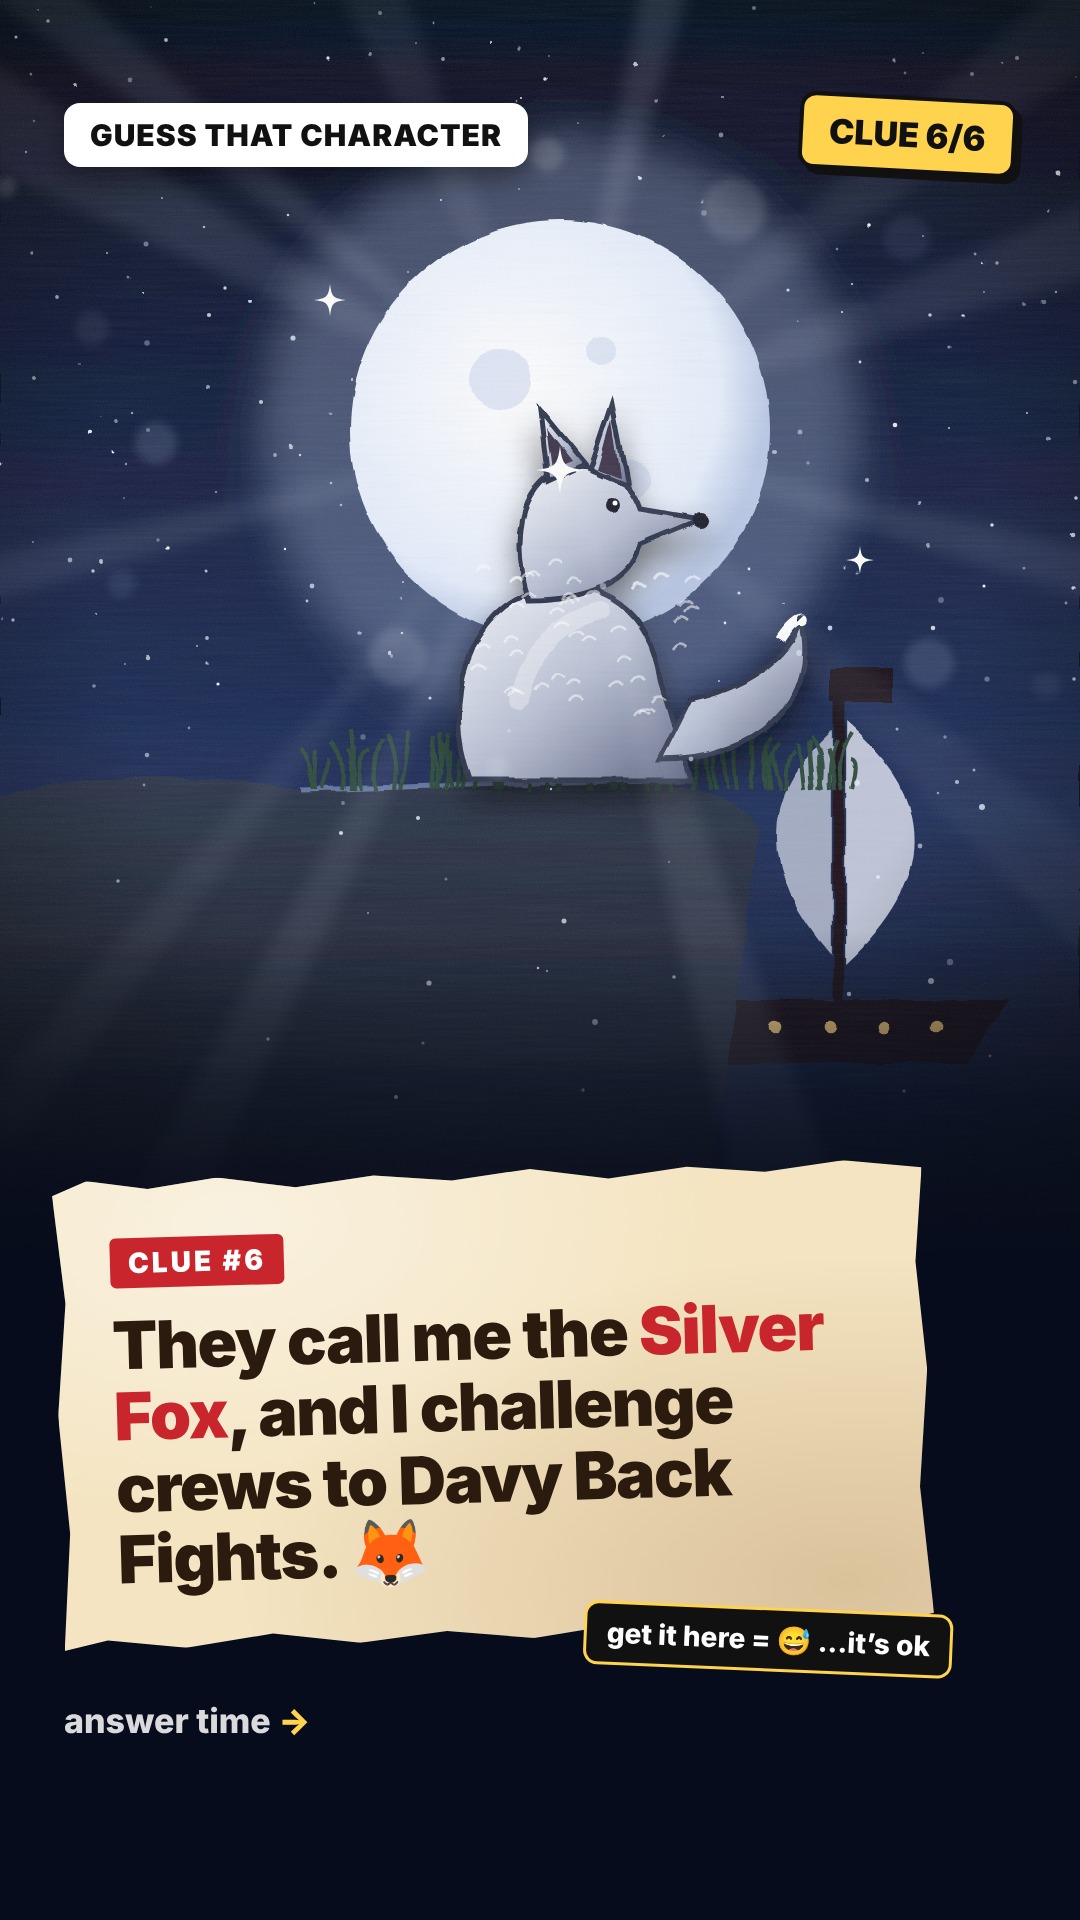 GUESS THAT CHARACTER
CLUE 6/6
CLUE #6
They call me the Silver
Fox, and I challenge
crews to Davy Back
Fights. 🦊
get it here = 😅 ...it's ok
answer time →